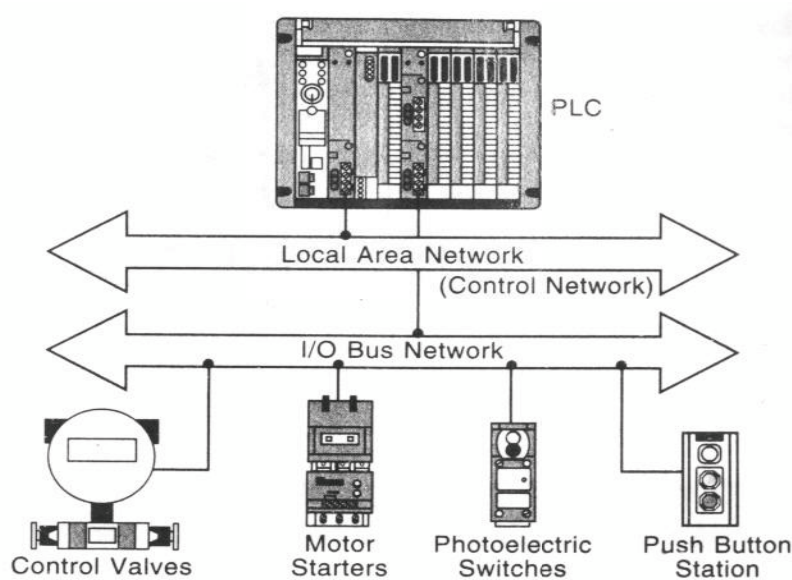 PLC
Local Area Network
(Control Network)
I/O Bus Network
Control Valves
Motor
Starters
Photoelectric
Switches
Push Button
Station